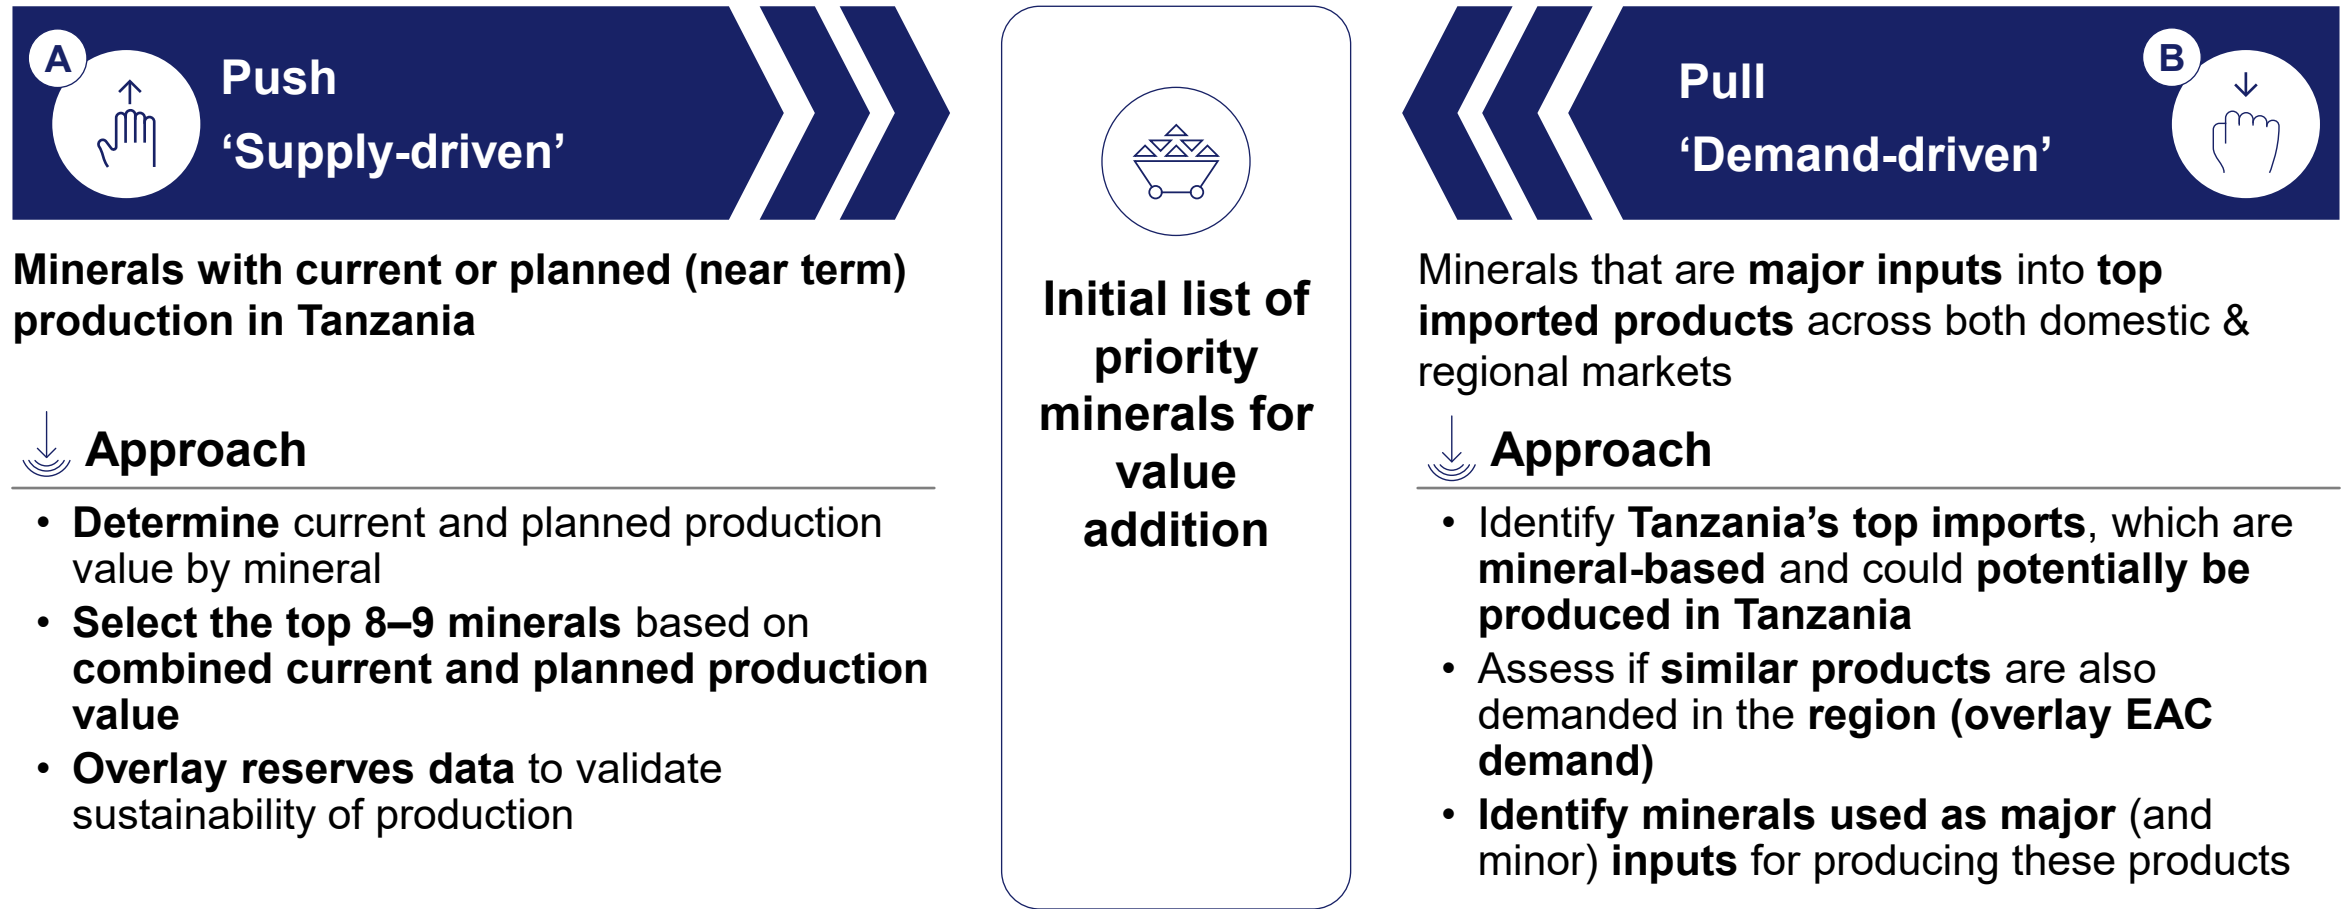 A
Push
‘Supply-driven’
Minerals with current or planned (near term)
production in Tanzania
Approach
• Determine current and planned production
value by mineral
• Select the top 8–9 minerals based on
combined current and planned production
value
• Overlay reserves data to validate
sustainability of production
Initial list of
priority
minerals for
value
addition
B
Pull
‘Demand-driven’
Minerals that are major inputs into top
imported products across both domestic &
regional markets
Approach
• Identify Tanzania’s top imports, which are
mineral-based and could potentially be
produced in Tanzania
• Assess if similar products are also
demanded in the region (overlay EAC
demand)
• Identify minerals used as major (and
minor) inputs for producing these products